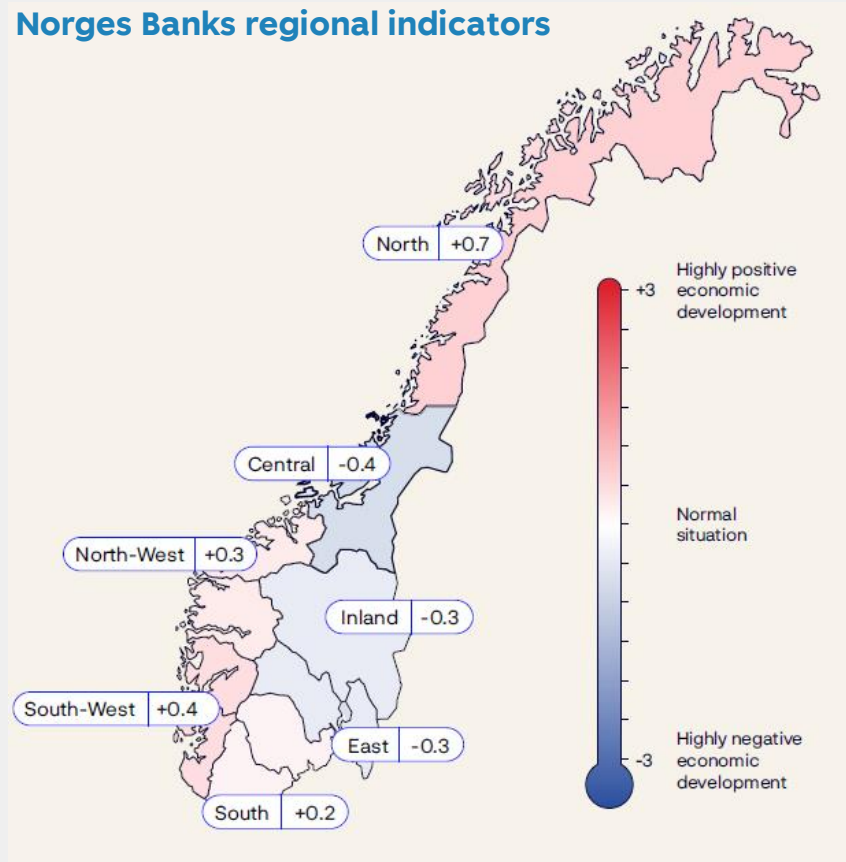 Norges Banks regional indicators
North +0.7
Highly positive
economic
development
+3
Central -0.4
Normal
situation
North-West +0.3
Inland -0.3
South-West +0.4
East -0.3
Highly negative
economic
development
-3
South +0.2